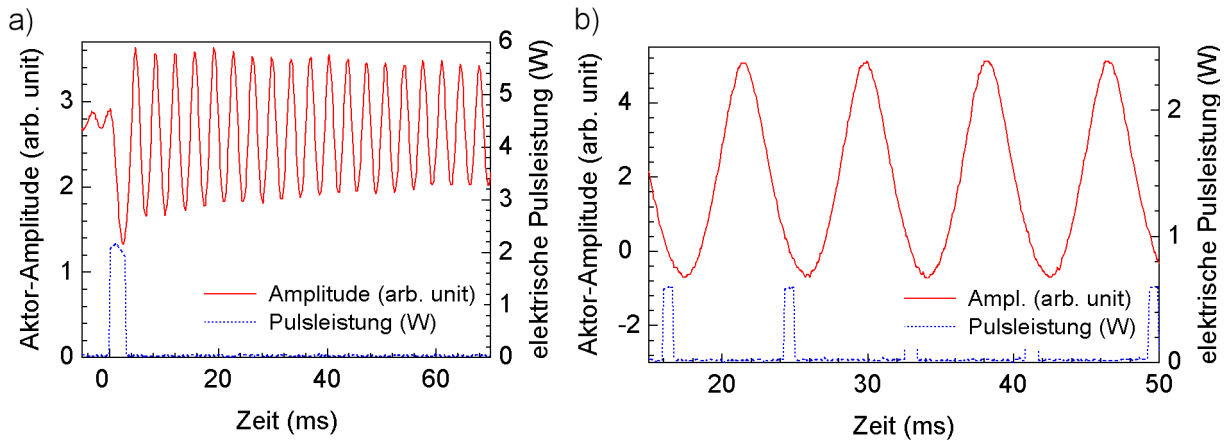 a)
Aktor-Amplitude (arb. unit)
3
2
1
0
6
5
4
3
2
1
0
elektrische Pulsleistung (W)
Amplitude (arb. unit)
Pulsleistung (W)
0 20 40 60
Zeit (ms)
b)
Aktor-Amplitude (arb. unit)
4
2
0
-2
2
1
0
elektrische Pulsleistung (W)
Ampl. (arb. unit)
Pulsleistung (W)
20 30 40 50
Zeit (ms)